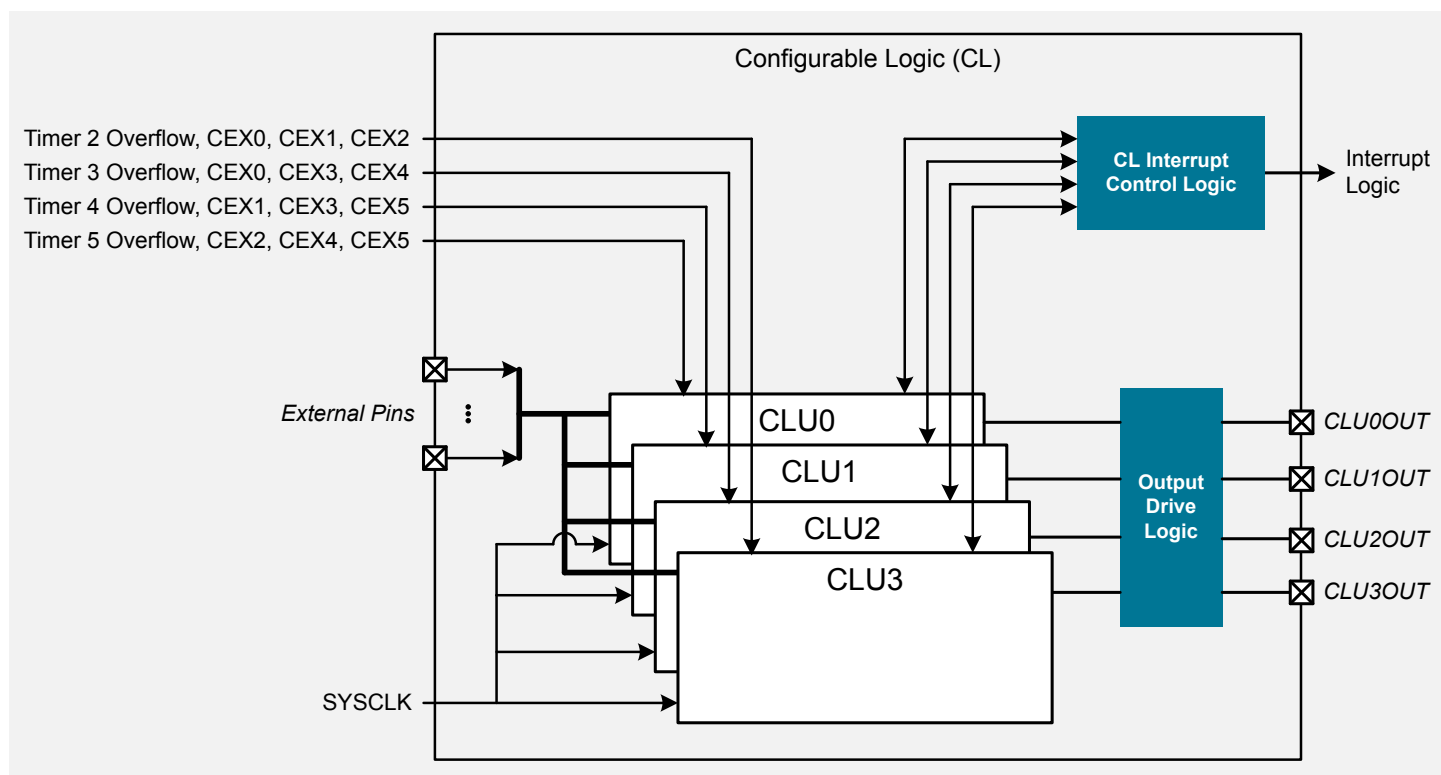 Configurable Logic (CL)
Timer 2 Overflow, CEX0, CEX1, CEX2
Timer 3 Overflow, CEX0, CEX3, CEX4
Timer 4 Overflow, CEX1, CEX3, CEX5
Timer 5 Overflow, CEX2, CEX4, CEX5
CL Interrupt
Control Logic
Interrupt
Logic
External Pins
CLU0
CLU1
CLU2
CLU3
Output
Drive
Logic
CLU0OUT
CLU1OUT
CLU2OUT
CLU3OUT
SYSCLK